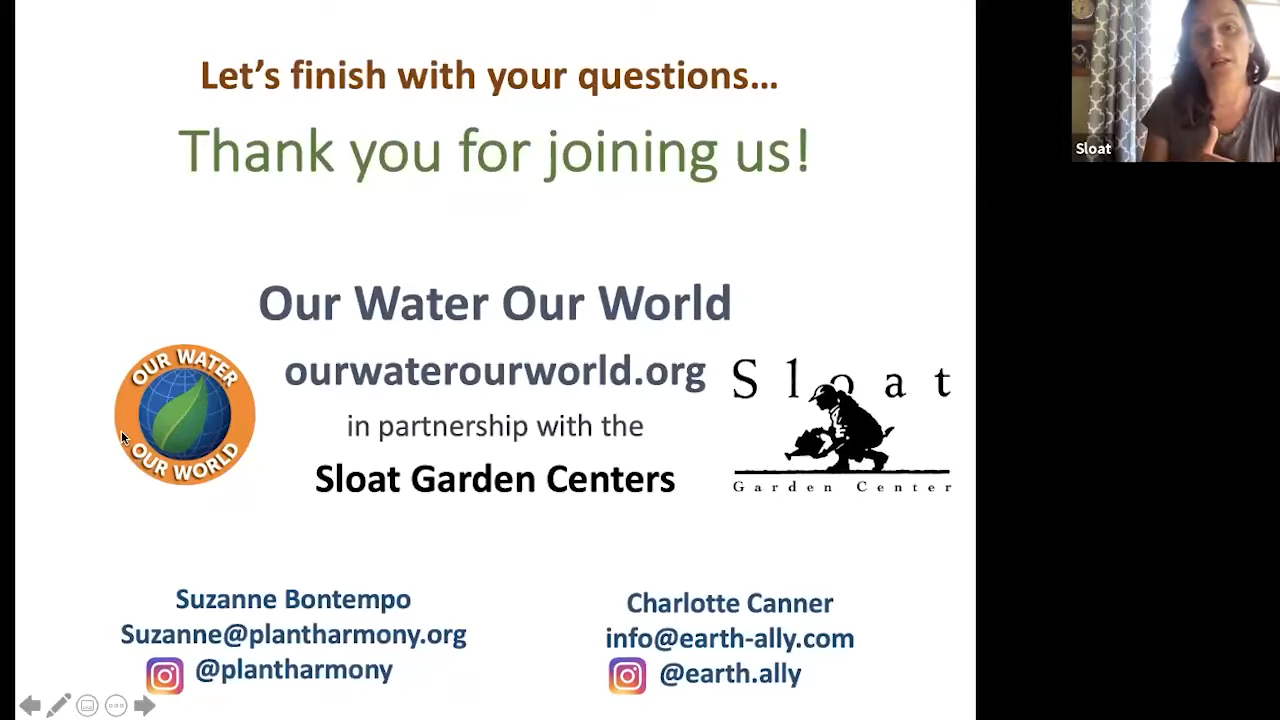 Let's finish with your questions...
Thank you for joining us!
Our Water Our World
ourwaterourworld.org
in partnership with the
Sloat Garden Centers
OUR WATER
OUR WORLD
Sloat
Garden Center
Suzanne Bontempo
Suzanne@plantharmony.org
@plantharmony
Charlotte Canner
info@earth-ally.com
@earth.ally
Sloat